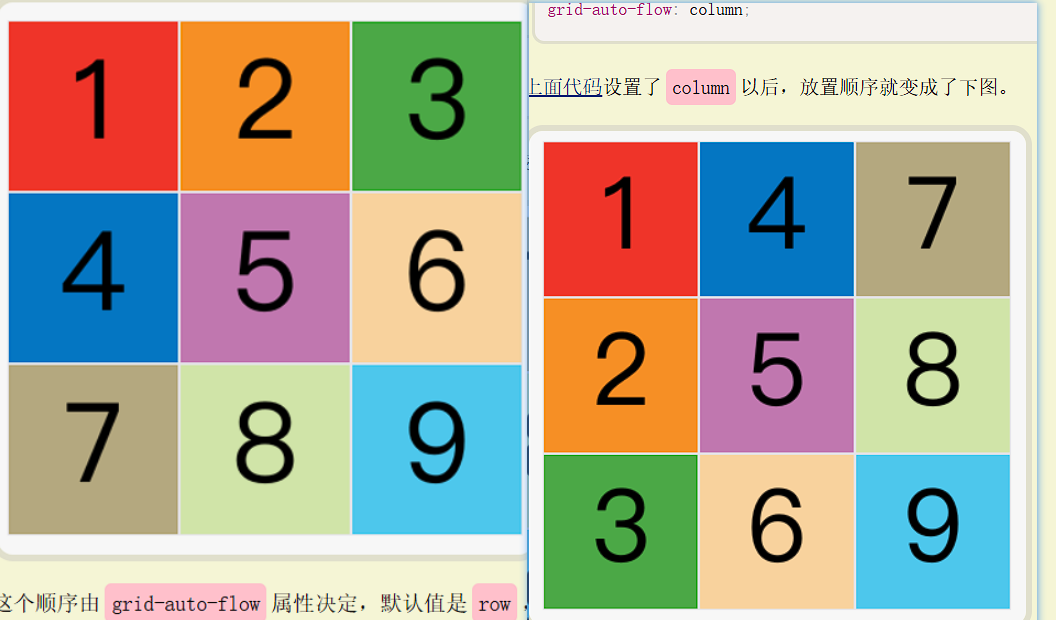 1 2 3
4 5 6
7 8 9
这个顺序由 grid-auto-flow 属性决定，默认值是 row ，
grid-auto-flow: column;
上面代码设置了 column 以后，放置顺序就变成了下图。
1 4 7
2 5 8
3 6 9